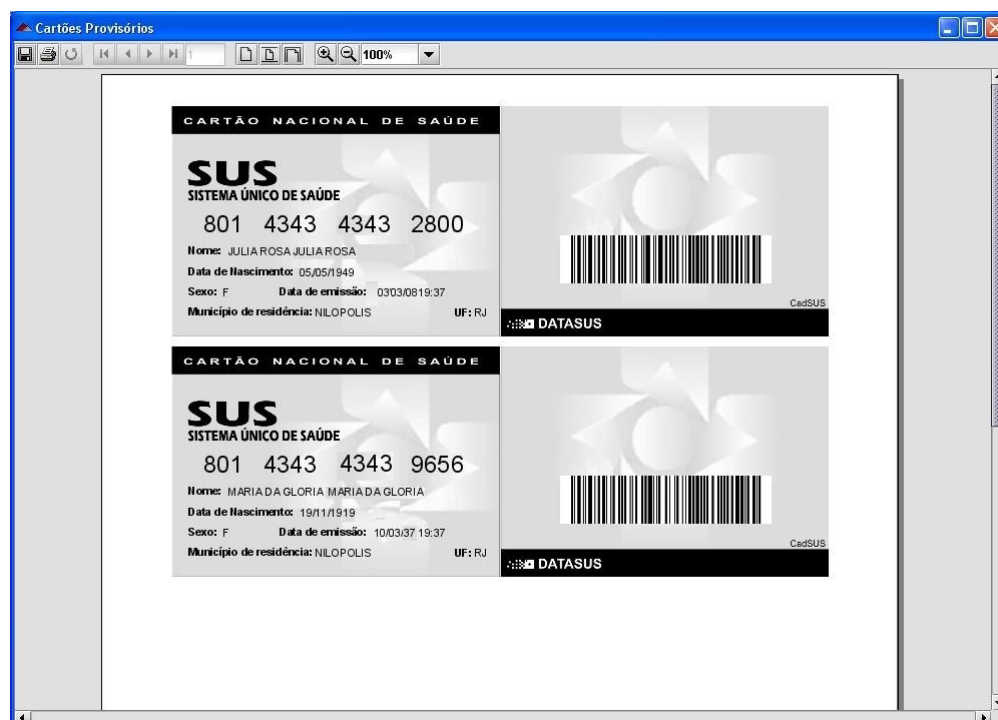 Cartões Provisórios
1
100%
CARTÃO NACIONAL DE SAÚDE
SUS
SISTEMA ÚNICO DE SAÚDE
801 4343 4343 2800
Nome: JULIA ROSA JULIA ROSA
Data de Nascimento: 05/05/1949
Sexo: F Data de emissão: 03'03/0819:37
Município de residência: NILOPOLIS UF: RJ
CadSUS
DATASUS
CARTÃO NACIONAL DE SAÚDE
SUS
SISTEMA ÚNICO DE SAÚDE
801 4343 4343 9656
Nome: MARIA DA GLORIA MARIA DA GLORIA
Data de Nascimento: 19/11/1919
Sexo: F Data de emissão: 10/03/37 19:37
Município de residência: NILOPOLIS UF: RJ
CadSUS
DATASUS